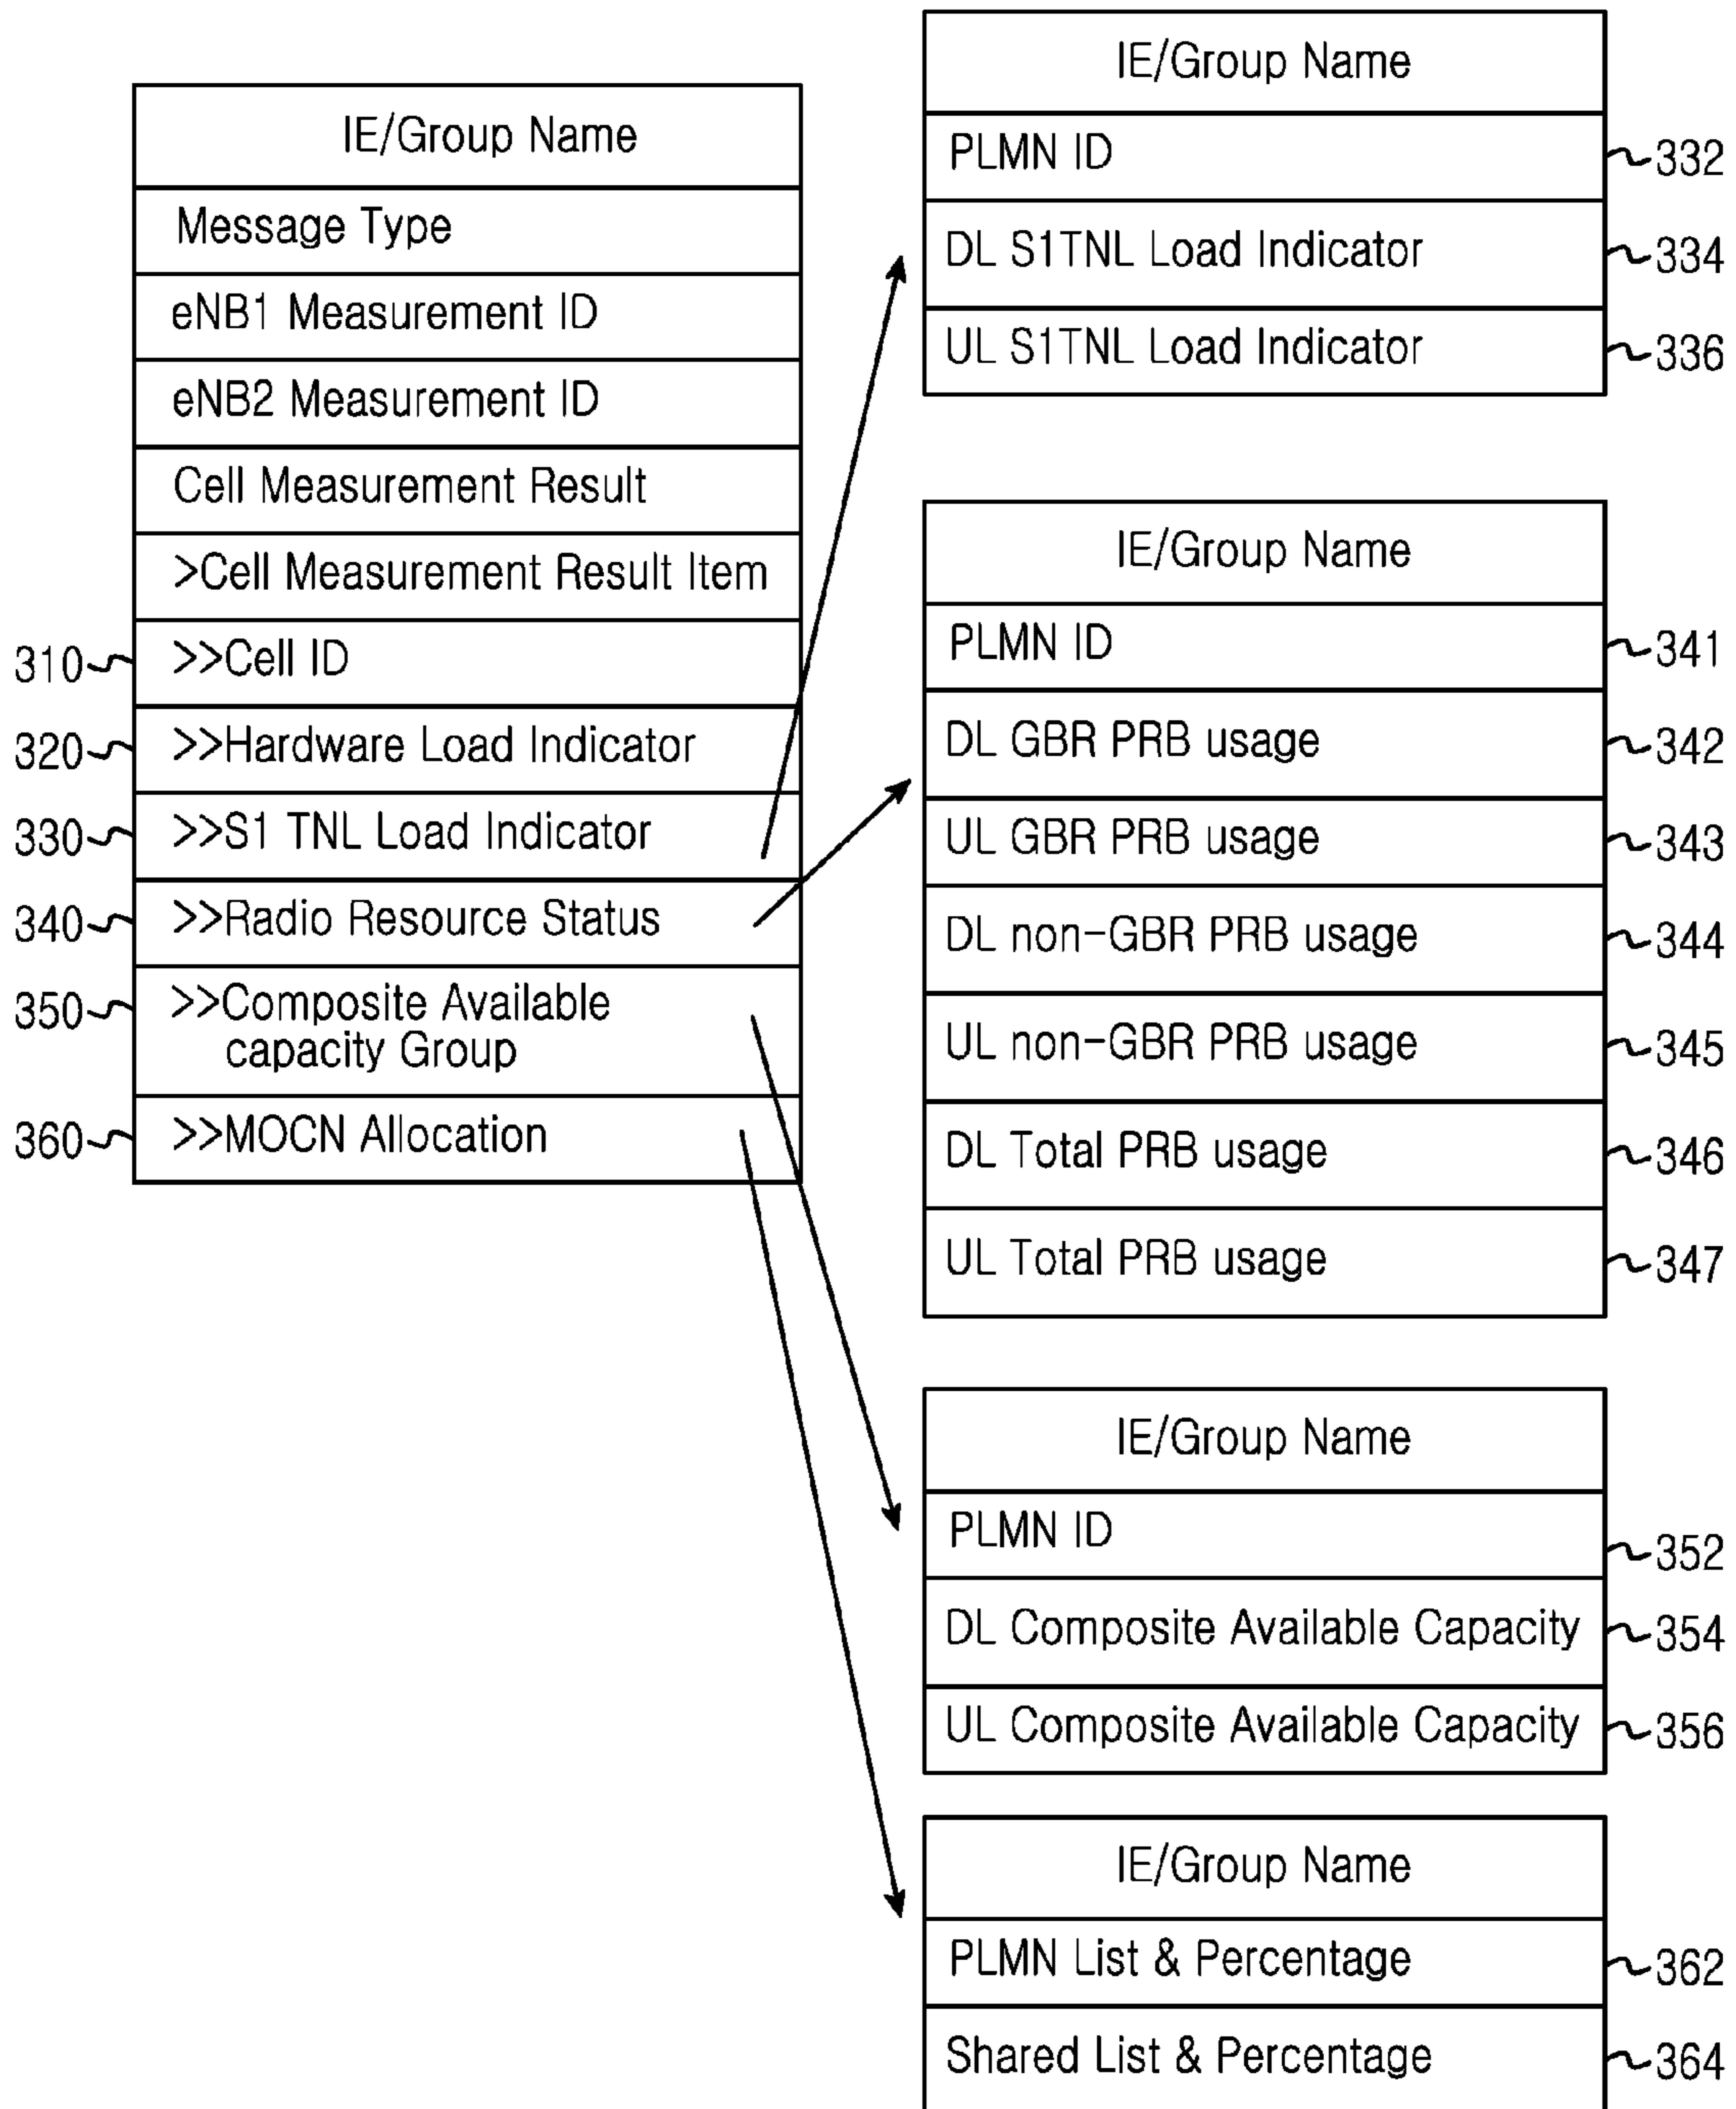 IE/Group Name
Message Type
eNB1 Measurement ID
eNB2 Measurement ID
Cell Measurement Result
>Cell Measurement Result Item
310 >>Cell ID
320 >>Hardware Load Indicator
330 >>S1 TNL Load Indicator
340 >>Radio Resource Status
350 >>Composite Available
capacity Group
360 >>MOCN Allocation
IE/Group Name
PLMN ID 332
DL S1TNL Load Indicator 334
UL S1TNL Load Indicator 336
IE/Group Name
PLMN ID 341
DL GBR PRB usage 342
UL GBR PRB usage 343
DL non-GBR PRB usage 344
UL non-GBR PRB usage 345
DL Total PRB usage 346
UL Total PRB usage 347
IE/Group Name
PLMN ID 352
DL Composite Available Capacity 354
UL Composite Available Capacity 356
IE/Group Name
PLMN List & Percentage 362
Shared List & Percentage 364